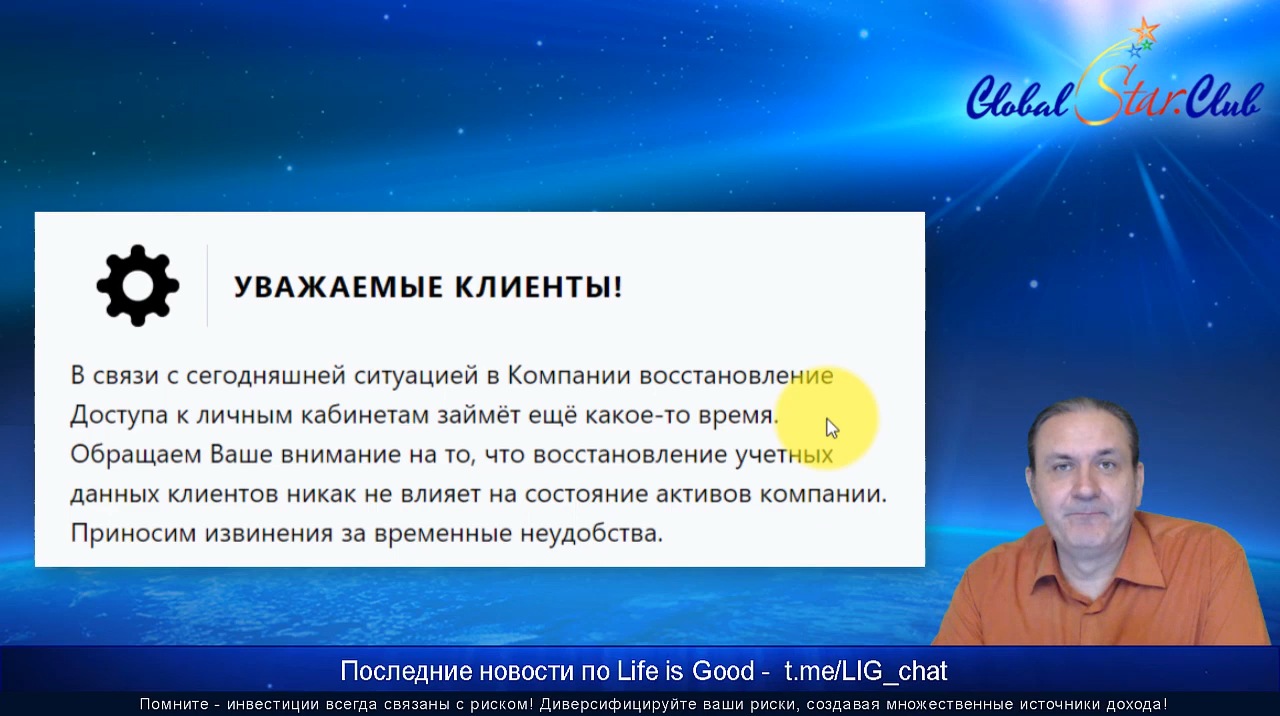 Global Star.Club
УВАЖАЕМЫЕ КЛИЕНТЫ!
В связи с сегодняшней ситуацией в Компании восстановление
Доступа к личным кабинетам займёт ещё какое-то время.
Обращаем Ваше внимание на то, что восстановление учетных
данных клиентов никак не влияет на состояние активов компании.
Приносим извинения за временные неудобства.
Последние новости по Life is Good - t.me/LIG_chat
Помните - инвестиции всегда связаны с риском! Диверсифицируйте ваши риски, создавая множественные источники дохода!